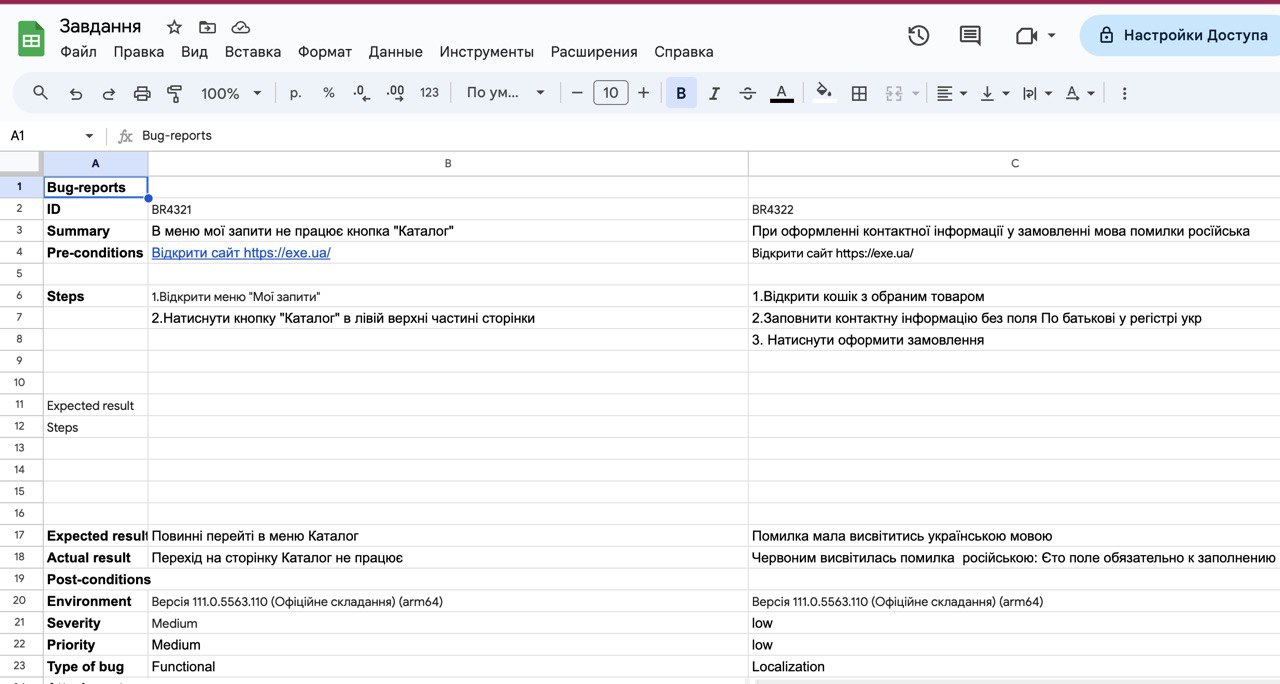 Завдання
Файл Правка Вид Вставка Формат Данные Инструменты Расширения Справка
Настройки Доступа
100% р. % .0 .00 123 По ум... − 10 + B I A
A1 fx Bug-reports
A B C
1 Bug-reports
2 ID BR4321 BR4322
3 Summary В меню мої запити не працює кнопка "Каталог" При оформленні контактної інформації у замовленні мова помилки російська
4 Pre-conditions Відкрити сайт https://exe.ua/ Відкрити сайт https://exe.ua/
5
6 Steps 1.Відкрити меню "Мої запити" 1.Відкрити кошік з обраним товаром
7 2.Натиснути кнопку "Каталог" в лівій верхні частині сторінки 2.Заповнити контактну інформацію без поля По батькові у регістрі укр
8 3. Натиснути оформити замовлення
9
10
11 Expected result
12 Steps
13
14
15
16
17 Expected result Повинні перейті в меню Каталог Помилка мала висвітитись українською мовою
18 Actual result Перехід на сторінку Каталог не працює Червоним висвітилась помилка російською: Єто поле обязательно к заполнению
19 Post-conditions
20 Environment Версія 111.0.5563.110 (Офіційне складання) (arm64) Версія 111.0.5563.110 (Офіційне складання) (arm64)
21 Severity Medium low
22 Priority Medium low
23 Type of bug Functional Localization